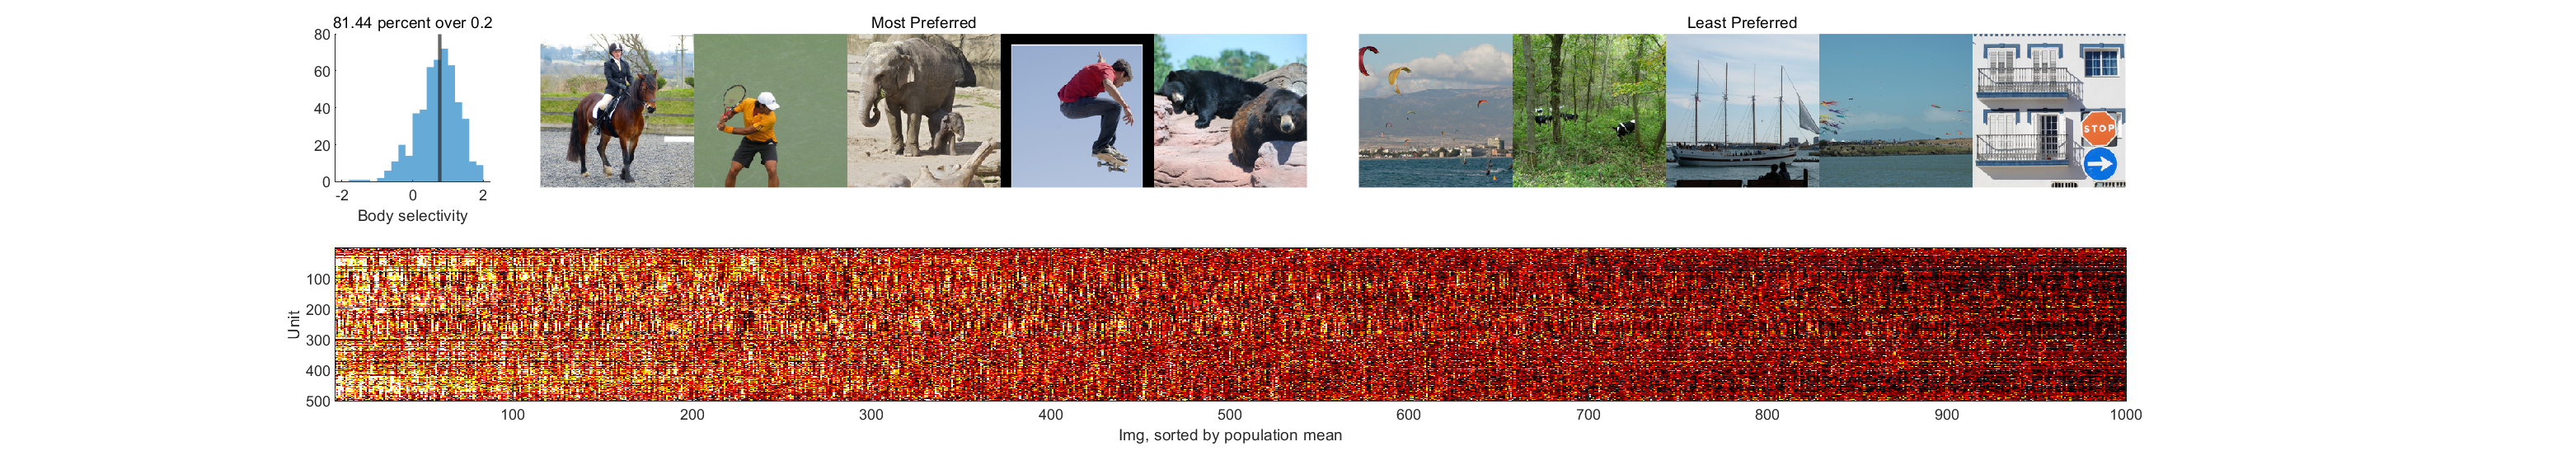 81.44 percent over 0.2
Most Preferred
Least Preferred
80
60
40
20
0
-2 0 2
Body selectivity
STOP
Unit
100
200
300
400
500
100 200 300 400 500 600 700 800 900 1000
Img, sorted by population mean